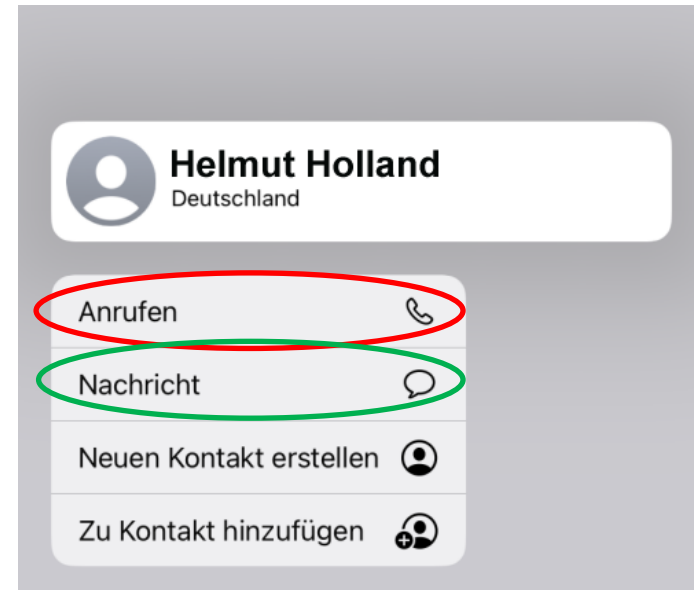 Helmut Holland
Deutschland
Anrufen
Nachricht
Neuen Kontakt erstellen
Zu Kontakt hinzufügen